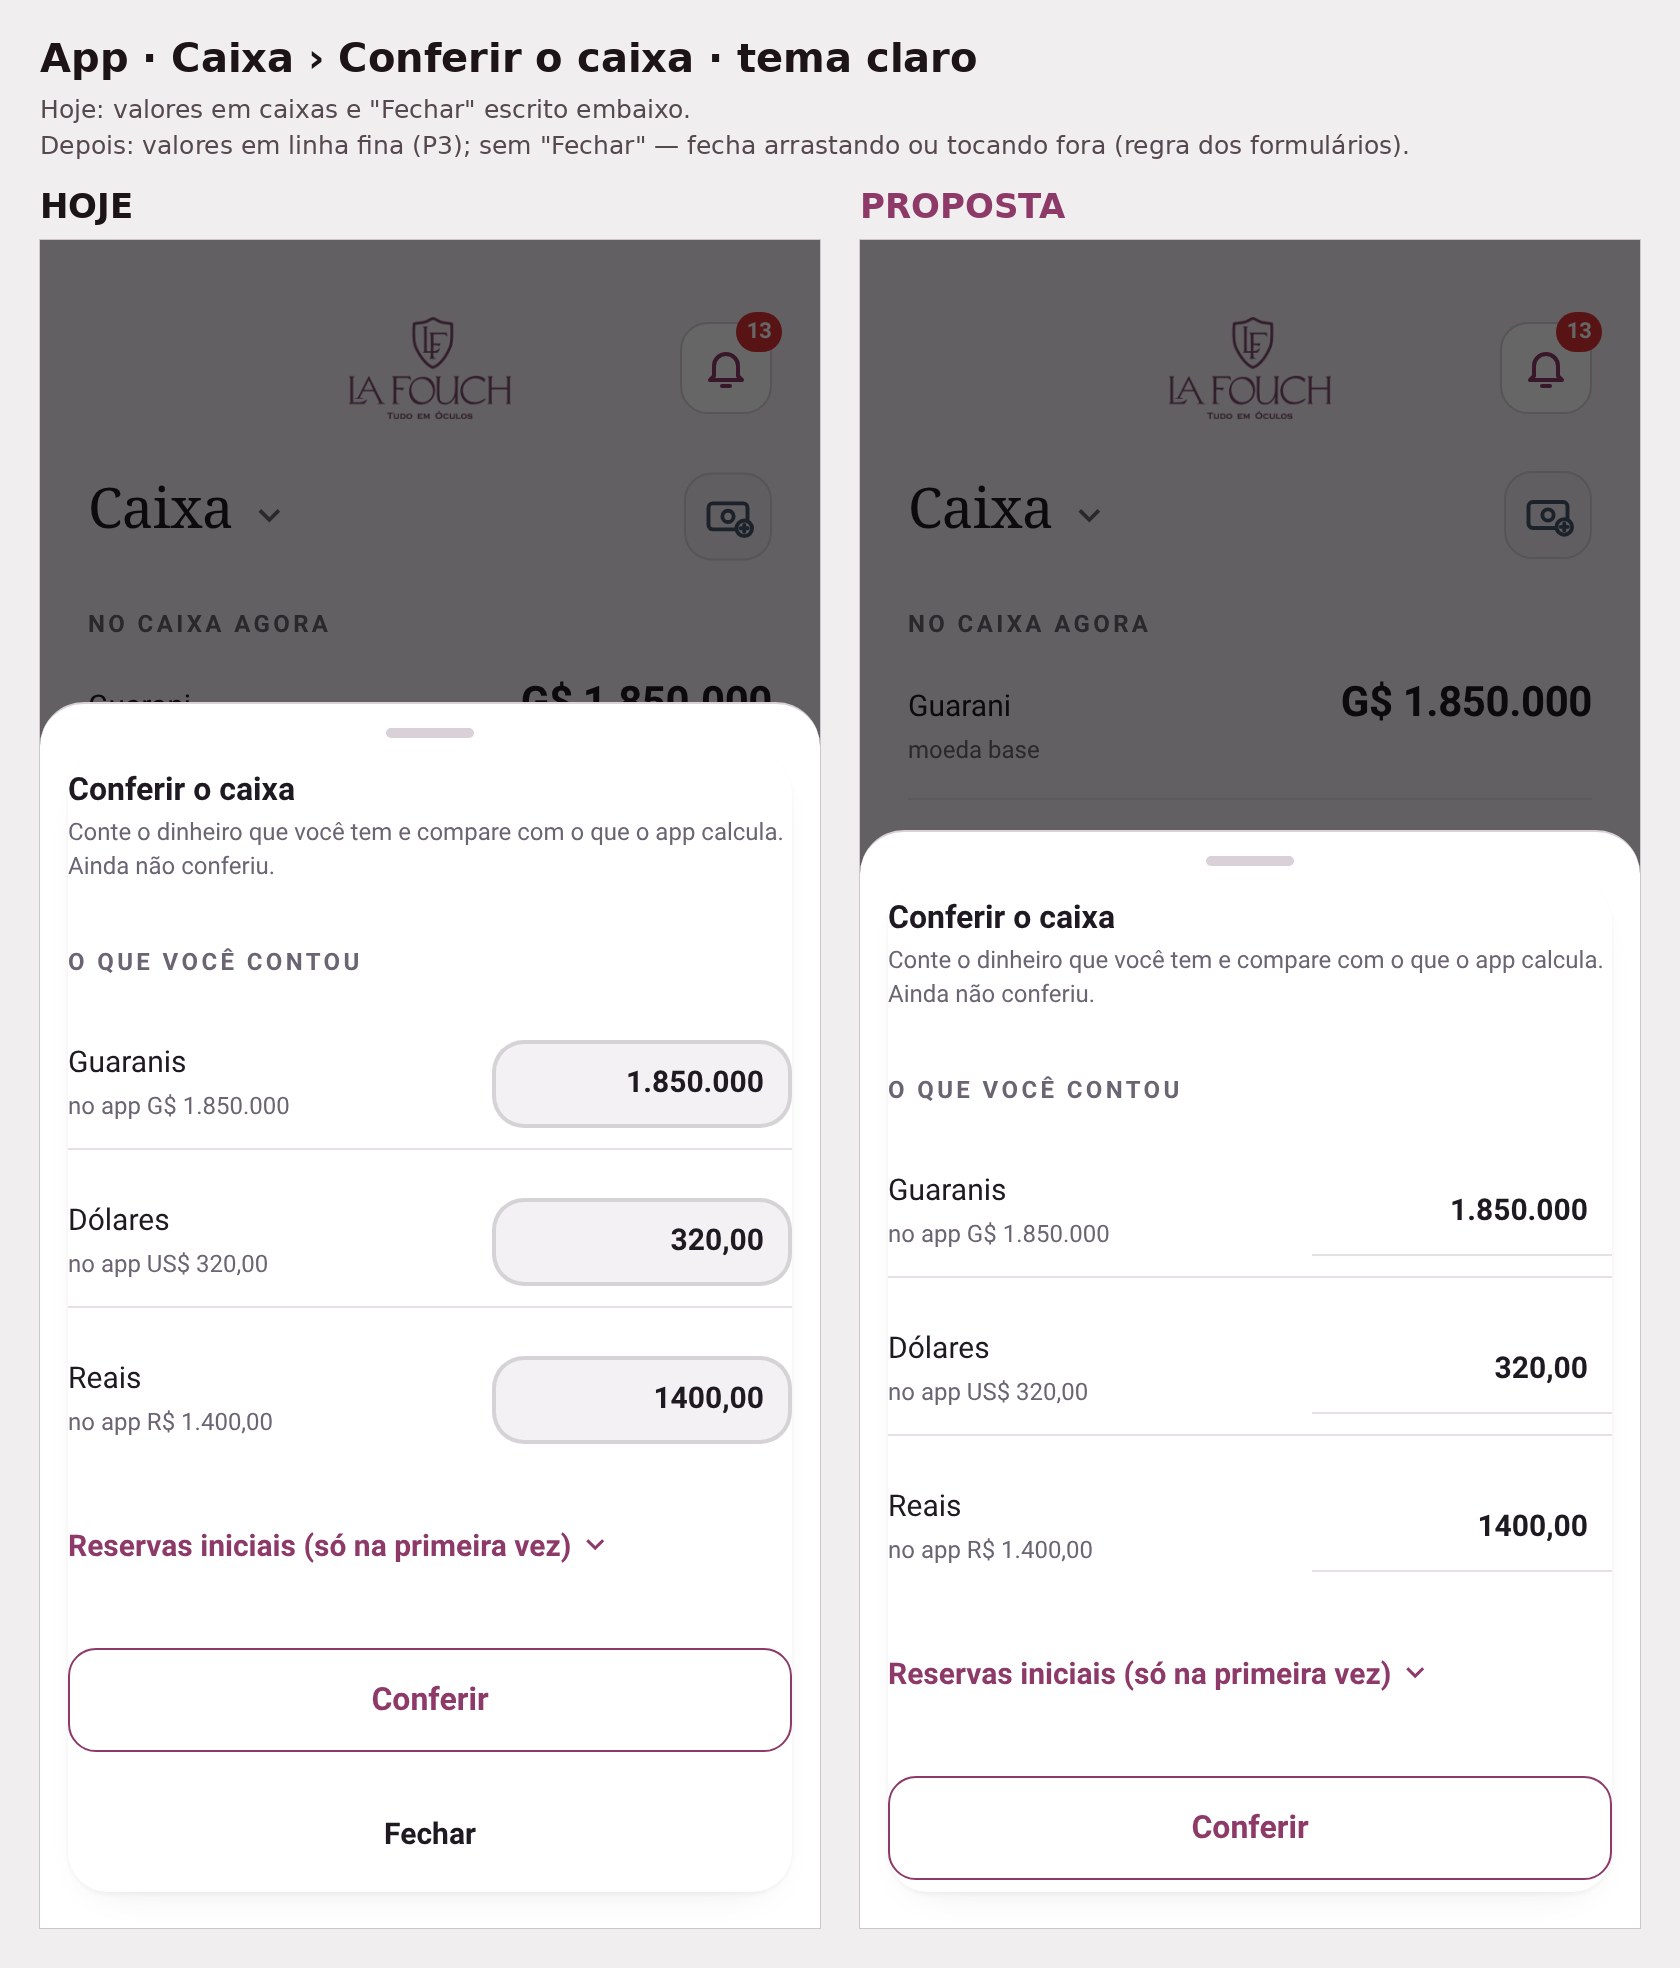 App · Caixa › Conferir o caixa · tema claro
Hoje: valores em caixas e "Fechar" escrito embaixo.
Depois: valores em linha fina (P3); sem "Fechar" — fecha arrastando ou tocando fora (regra dos formulários).
HOJE
13
LF
LA FOUCH
TUDO EM ÓCULOS
Caixa
NO CAIXA AGORA
Guarani
G$ 1.850.000
Conferir o caixa
Conte o dinheiro que você tem e compare com o que o app calcula.
Ainda não conferiu.
O QUE VOCÊ CONTOU
Guaranis
1.850.000
no app G$ 1.850.000
Dólares
320,00
no app US$ 320,00
Reais
1400,00
no app R$ 1.400,00
Reservas iniciais (só na primeira vez)
Conferir
Fechar
PROPOSTA
13
LF
LA FOUCH
TUDO EM ÓCULOS
Caixa
NO CAIXA AGORA
Guarani
G$ 1.850.000
moeda base
Conferir o caixa
Conte o dinheiro que você tem e compare com o que o app calcula.
Ainda não conferiu.
O QUE VOCÊ CONTOU
Guaranis
1.850.000
no app G$ 1.850.000
Dólares
320,00
no app US$ 320,00
Reais
1400,00
no app R$ 1.400,00
Reservas iniciais (só na primeira vez)
Conferir